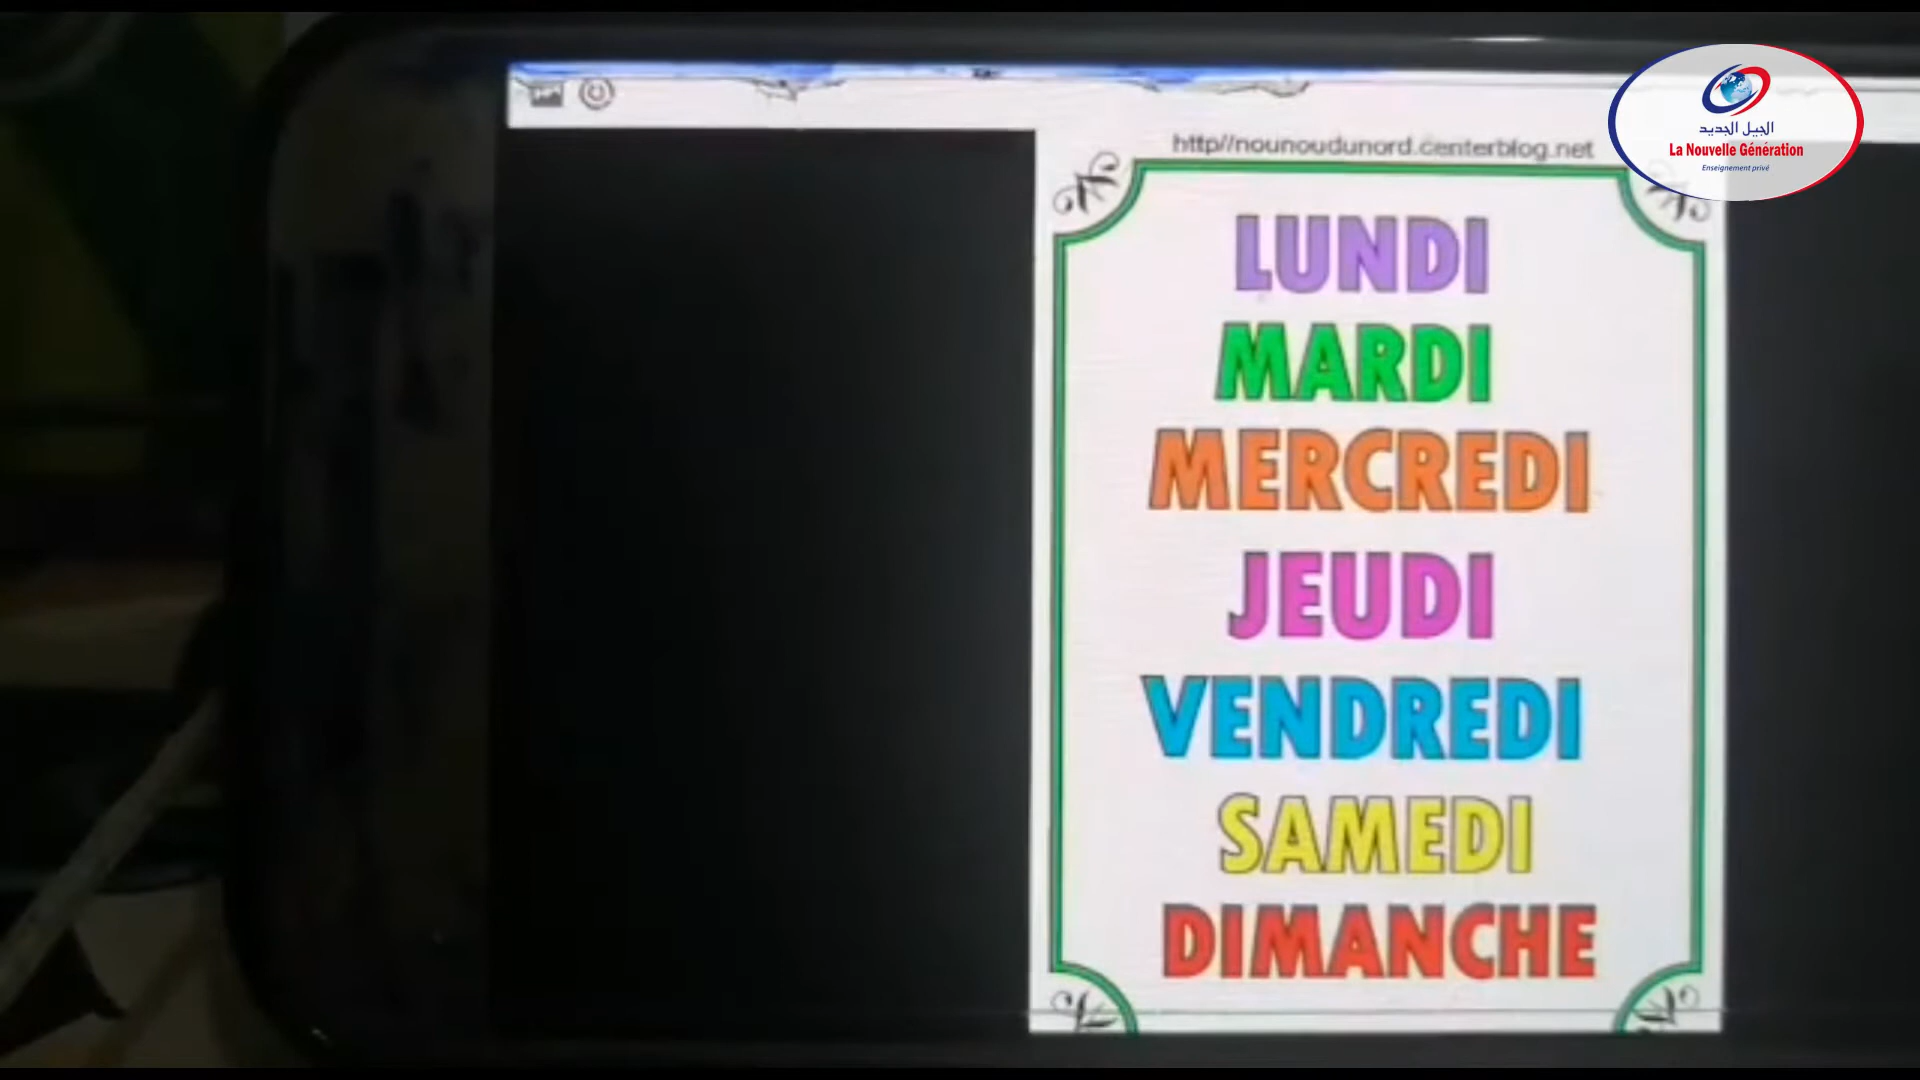 http//nounoudunord.centerblog.net
الجيل الجديد
La Nouvelle Génération
Enseignement privé
LUNDI
MARDI
MERCREDI
JEUDI
VENDREDI
SAMEDI
DIMANCHE